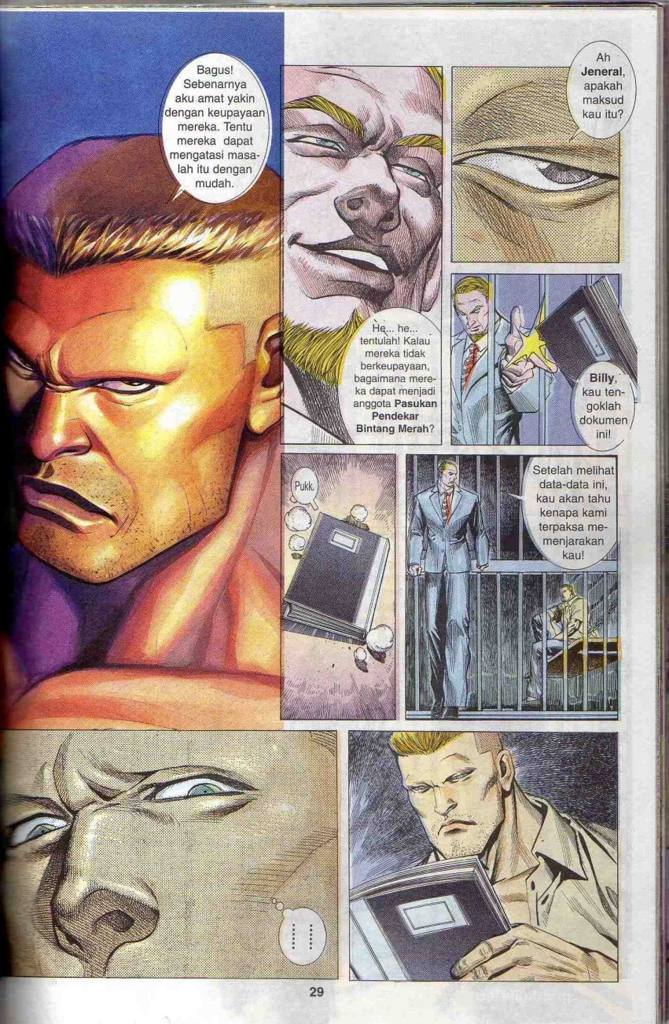 Bagus!
Sebenarnya
aku amat yakin
dengan keupayaan
mereka. Tentu
mereka dapat
mengatasi masa-
lah itu dengan
mudah.
He... he...
tentulah! Kalau
mereka tidak
berkeupayaan,
bagaimana mere-
ka dapat menjadi
anggota Pasukan
Pendekar
Bintang Merah?
Ah
Jeneral,
apakah
maksud
kau itu?
Billy,
kau ten-
goklah
dokumen
ini!
Pukk.
Setelah melihat
data-data ini,
kau akan tahu
kenapa kami
terpaksa me-
menjarakan
kau!
29